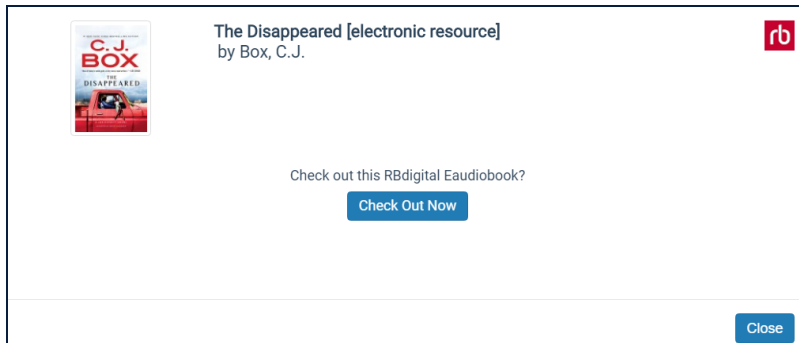 The Disappeared [electronic resource]
by Box, C.J.
rb
C. J.
BOX
THE
DISAPPEARED
Check out this RBdigital Eaudiobook?
Check Out Now
Close